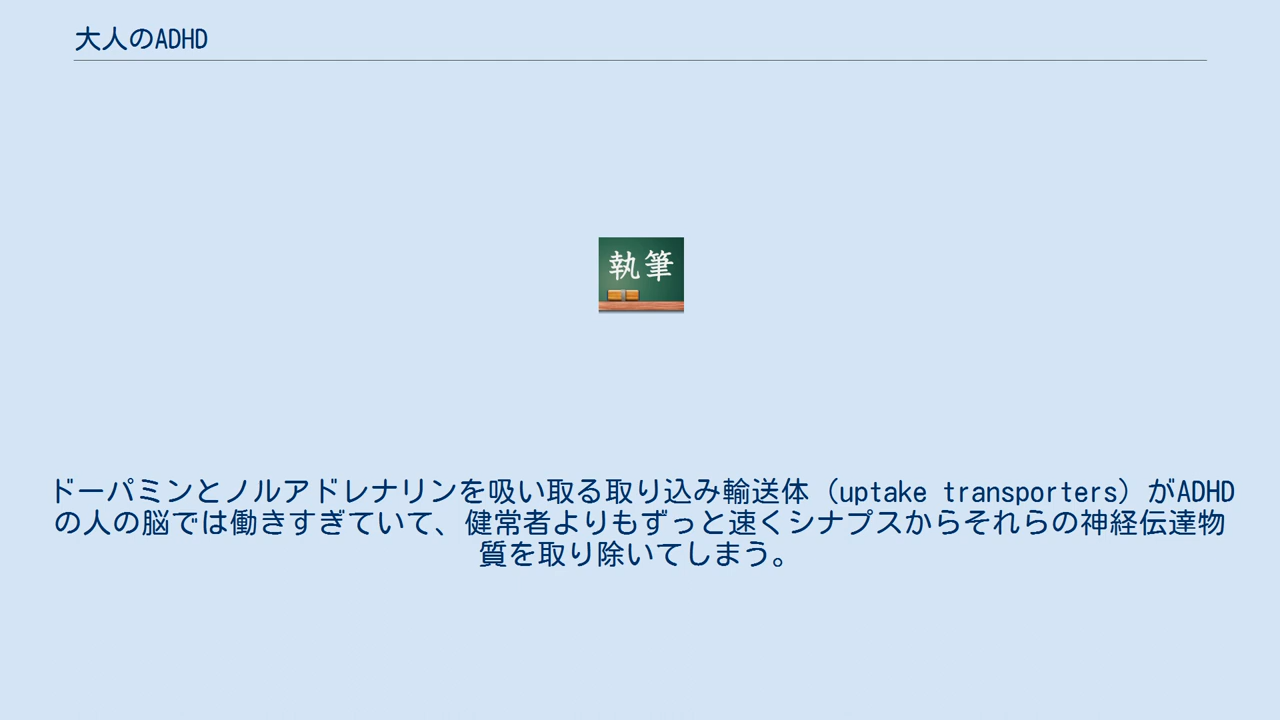 大人のADHD
執筆
ドーパミンとノルアドレナリンを吸い取る取り込み輸送体（uptake transporters）がADHD
の人の脳では働きすぎていて、健常者よりもずっと速くシナプスからそれらの神経伝達物
質を取り除いてしまう。